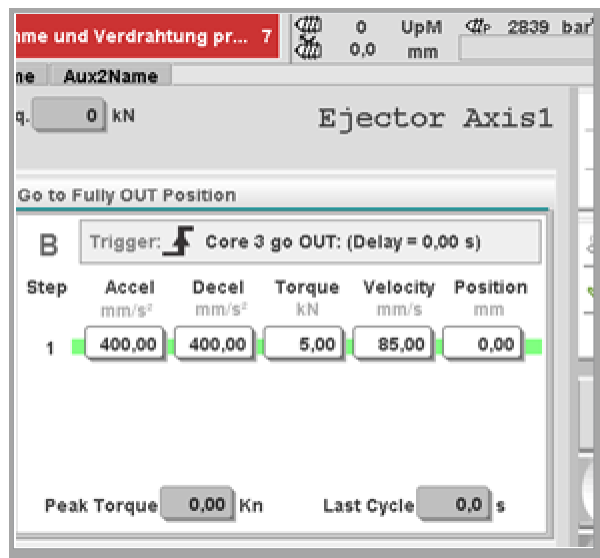 me und Verdrahtung pr... 7
0 UpM P 2839 bar
0,0 mm
Aux2Name
q. 0 kN
Ejector Axis1
Go to Fully OUT Position
B Trigger: Core 3 go OUT: (Delay = 0,00 s)
Step Accel Decel Torque Velocity Position
mm/s² mm/s² kN mm/s mm
1 400,00 400,00 5,00 85,00 0,00
Peak Torque 0,00 Kn Last Cycle 0,0 s